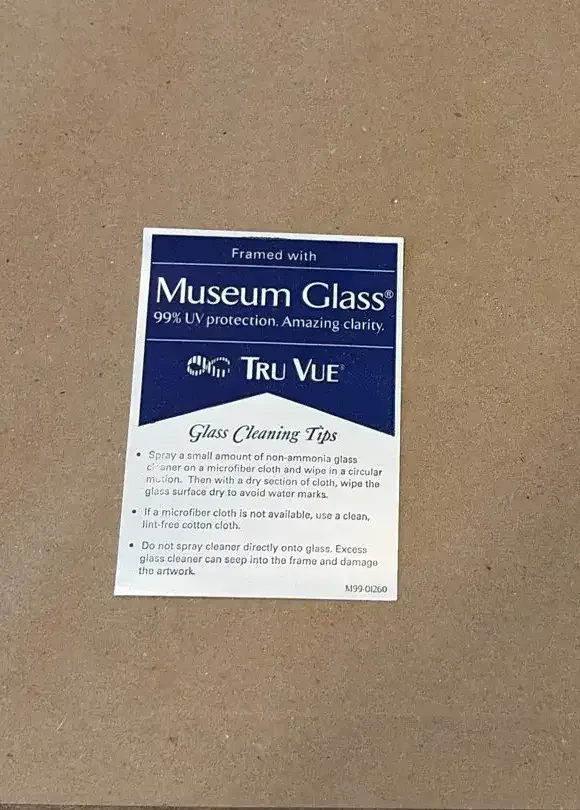 Framed with
Museum Glass®
99% UV protection. Amazing clarity.
TRU VUE®
Glass Cleaning Tips
• Spray a small amount of non-ammonia glass
cleaner on a microfiber cloth and wipe in a circular
motion. Then with a dry section of cloth, wipe the
glass surface dry to avoid water marks.
• If a microfiber cloth is not available, use a clean,
lint-free cotton cloth.
• Do not spray cleaner directly onto glass. Excess
glass cleaner can seep into the frame and damage
the artwork.
M99-01260